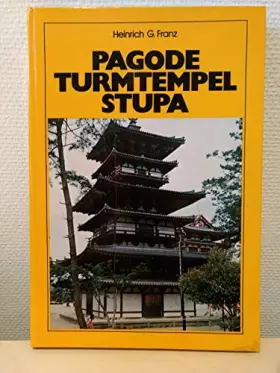 Heinrich G. Franz
PAGODE
TURMTEMPEL
STUPA